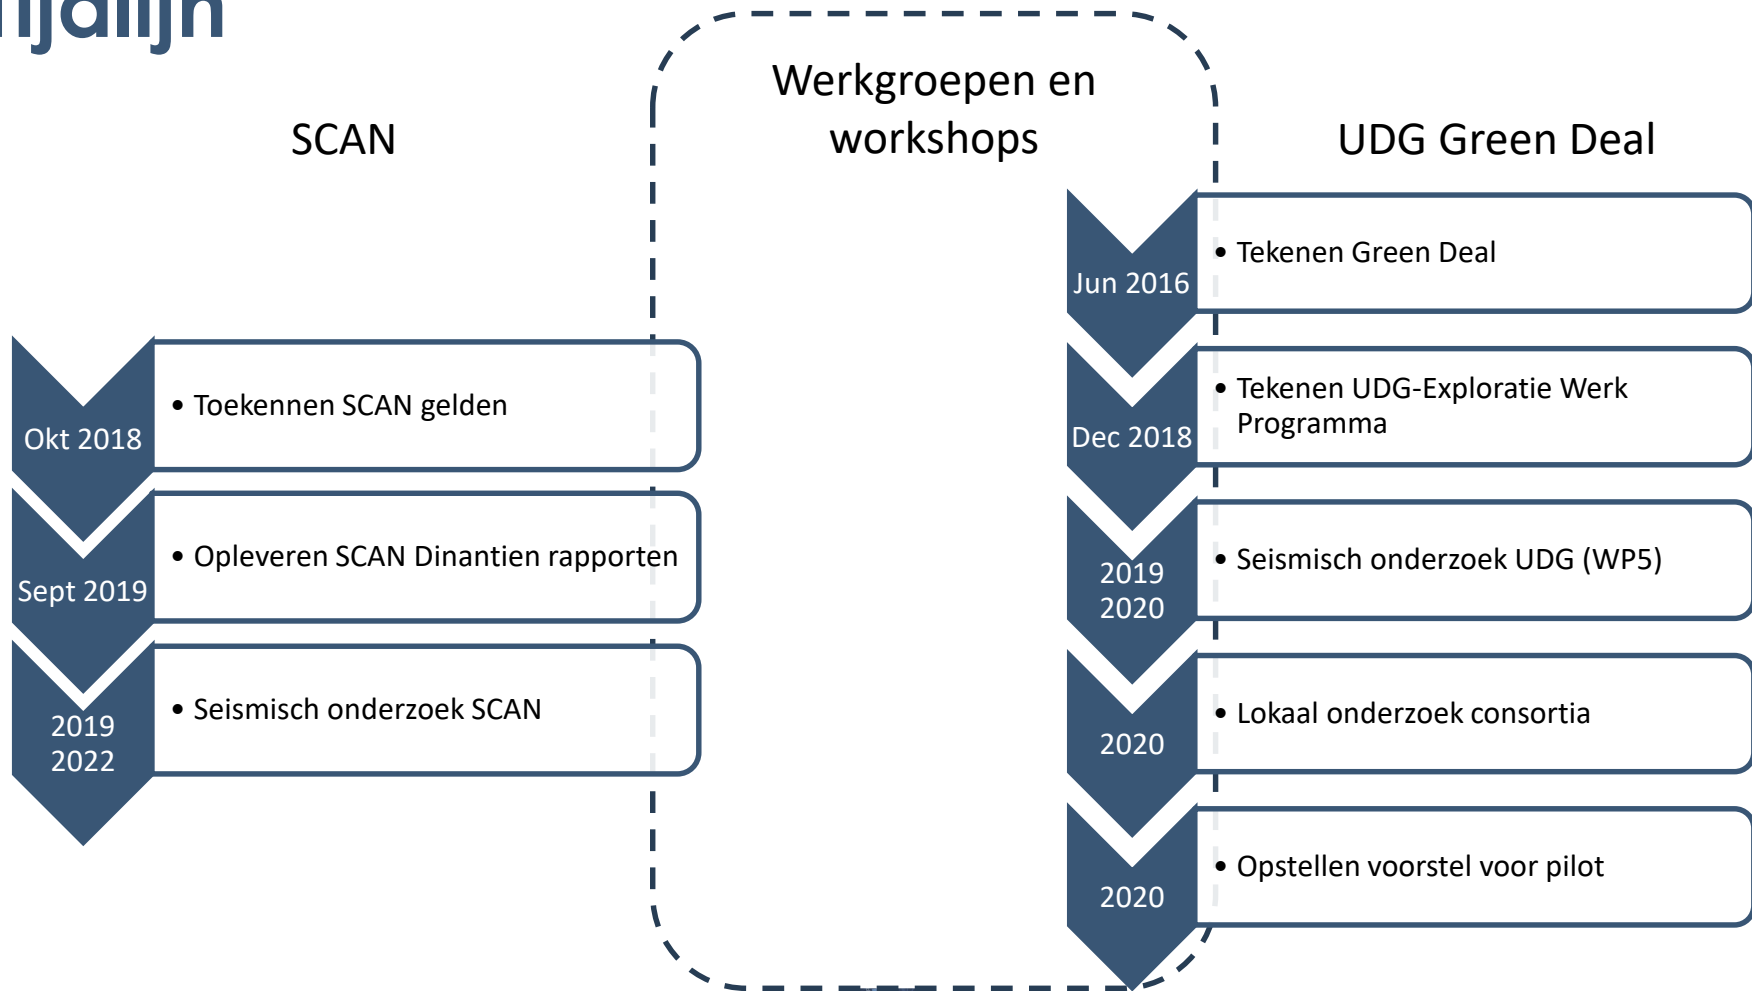 Tijdlijn
SCAN
Okt 2018
• Toekennen SCAN gelden
Sept 2019
• Opleveren SCAN Dinantien rapporten
2019
2022
• Seismisch onderzoek SCAN
Werkgroepen en
workshops
UDG Green Deal
Jun 2016
• Tekenen Green Deal
Dec 2018
• Tekenen UDG-Exploratie Werk
Programma
2019
2020
• Seismisch onderzoek UDG (WP5)
2020
• Lokaal onderzoek consortia
2020
• Opstellen voorstel voor pilot